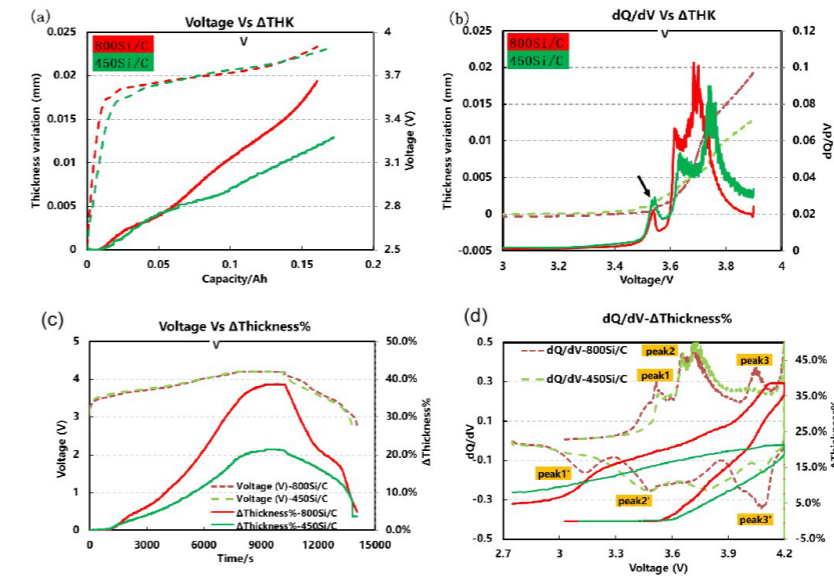 (a)
Voltage Vs ΔTHK
V
800Si/C
450Si/C
0.025
0.02
0.015
0.01
0.005
0
Thickness variation (mm)
3.9
3.7
3.1
2.8
2.5
Voltage (V)
0
0.05
0.1
0.15
0.2
Capacity/Ah
(b)
dQ/dV Vs ΔTHK
V
800Si/C
450Si/C
0.025
0.02
0.015
0.01
0.005
0
-0.005
Thickness variation (mm)
0.12
0.1
0.08
0.06
0.04
0.02
0
dQ/dV
3
3.2
3.4
3.6
3.8
4
Voltage/V
(c)
Voltage Vs ΔThickness%
V
5
4
3
2
1
0
Voltage (V)
50.0%
40.0%
30.0%
20.0%
10.0%
0.0%
ΔThickness%
Voltage (V)-800Si/C
Voltage (V)-450Si/C
ΔThickness%-800Si/C
ΔThickness%-450Si/C
0
3000
6000
9000
12000
15000
Time/s
(d)
dQ/dV-ΔThickness%
dQ/dV-800Si/C
dQ/dV-450Si/C
peak1
peak2
peak3
peak1'
peak2'
peak3'
0.5
0.3
0.1
-0.1
-0.3
-0.5
dQ/dV
45.0%
35.0%
25.0%
15.0%
5.0%
-5.0%
ΔThickness%
2.7
3
3.3
3.6
3.9
4.2
Voltage (V)